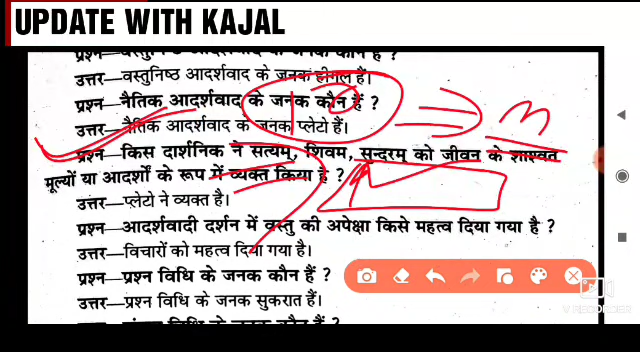 UPDATE WITH KAJAL
उत्तर—वस्तुनिष्ठ आदर्शवाद के जनक हीगल हैं।
प्रश्न—नैतिक आदर्शवाद के जनक कौन हैं ?
उत्तर—नैतिक आदर्शवाद के जनक प्लेटो हैं।
प्रश्न—किस दार्शनिक ने सत्यम्, शिवम, सुन्दरम् को जीवन के शाश्वत
मूल्यों या आदर्शों के रूप में व्यक्त किया है ?
उत्तर—प्लेटो ने व्यक्त है।
प्रश्न—आदर्शवादी दर्शन में वस्तु की अपेक्षा किसे महत्व दिया गया है ?
उत्तर—विचारों को महत्व दिया गया है।
प्रश्न—प्रश्न विधि के जनक कौन हैं ?
उत्तर—प्रश्न विधि के जनक सुकरात हैं।